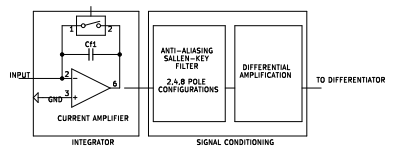 1 2
Cf1
INPUT
2
-
6
3
+
GND
CURRENT AMPLIFIER
INTEGRATOR
ANTI-ALIASING
SALLEN-KEY
FILTER
2,4,8 POLE
CONFIGURATIONS
DIFFERENTIAL
AMPLIFICATION
TO DIFFERENTIATOR
SIGNAL CONDITIONING